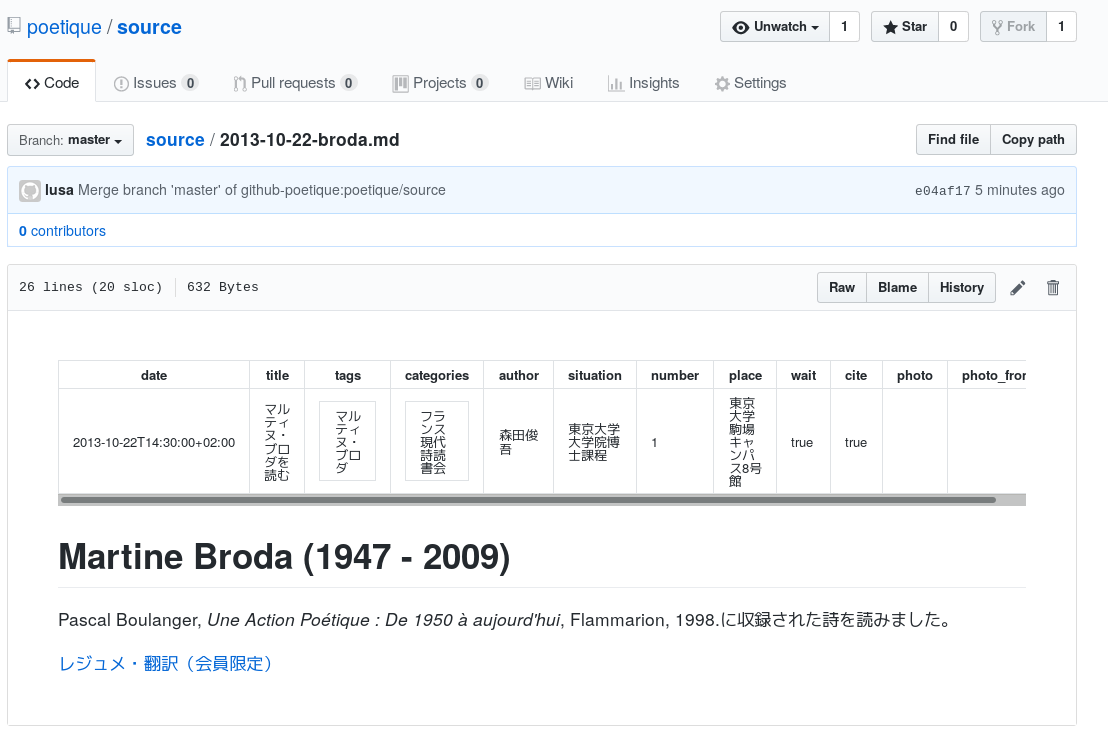 poetique / source
Unwatch 1 Star 0 Fork 1
Code Issues 0 Pull requests 0 Projects 0 Wiki Insights Settings
Branch: master source / 2013-10-22-broda.md Find file Copy path
lusa Merge branch 'master' of github-poetique:poetique/source e04af17 5 minutes ago
0 contributors
26 lines (20 sloc) 632 Bytes Raw Blame History
date title tags categories author situation number place wait cite photo photo_fror
2013-10-22T14:30:00+02:00
マル
ティ
ヌ・
ブロ
ダを
読む
マル
ティ
ヌ・
ブロ
ダ
フラ
ンス
現代
詩読
書会
森田俊
吾
東京大学
大学院博
士課程
1
東京
大学
駒場
キャ
ンパ
ス8号
館
true
true
Martine Broda (1947 - 2009)
Pascal Boulanger, Une Action Poétique : De 1950 à aujourd'hui, Flammarion, 1998.に収録された詩を読みました。
レジュメ・翻訳（会員限定）